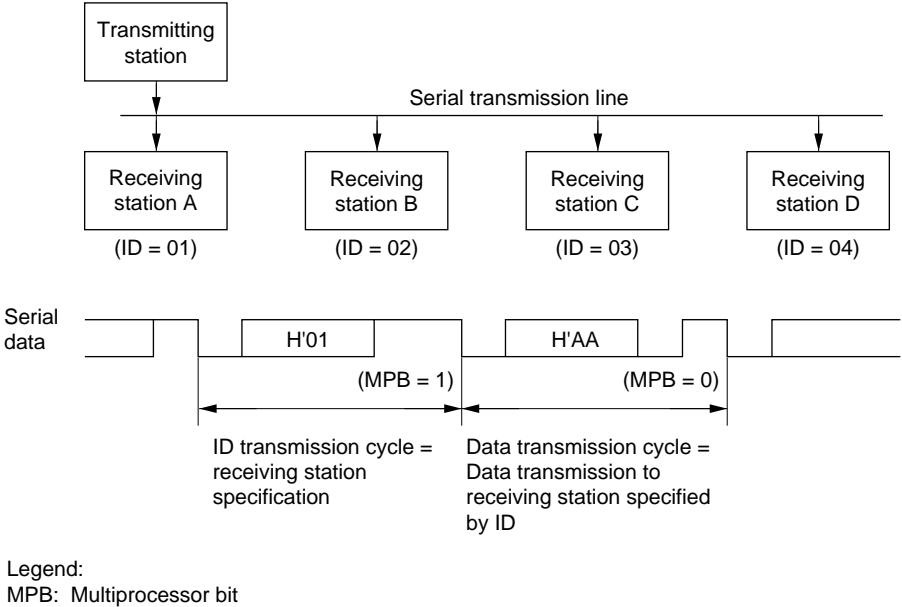 Transmitting
station
Serial transmission line
Receiving
station A
Receiving
station B
Receiving
station C
Receiving
station D
(ID = 01)
(ID = 02)
(ID = 03)
(ID = 04)
Serial
data
H'01
H'AA
(MPB = 1)
(MPB = 0)
ID transmission cycle =
receiving station
specification
Data transmission cycle =
Data transmission to
receiving station specified
by ID
Legend:
MPB: Multiprocessor bit